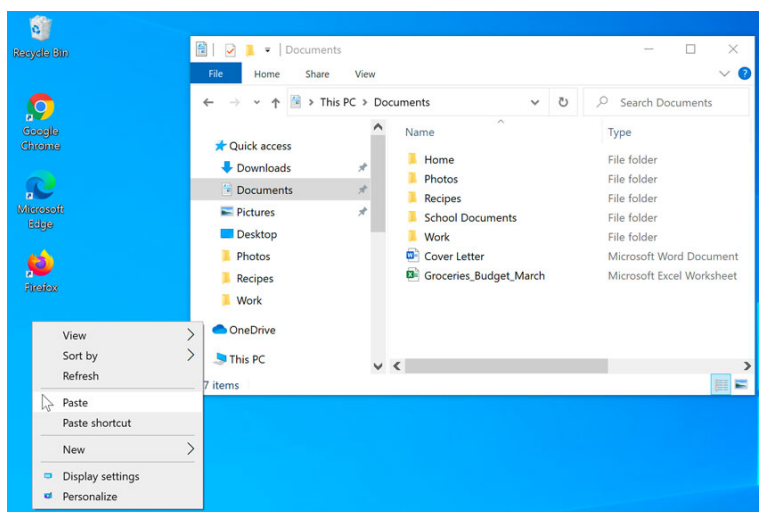 Recycle Bin
Google
Chrome
Microsoft
Edge
Firefox
Documents
File Home Share View
This PC > Documents
Search Documents
Quick access
Downloads
Documents
Pictures
Desktop
Photos
Recipes
Work
OneDrive
This PC
Name Type
Home File folder
Photos File folder
Recipes File folder
School Documents File folder
Work File folder
Cover Letter Microsoft Word Document
Groceries_Budget_March Microsoft Excel Worksheet
7 items
View
Sort by
Refresh
Paste
Paste shortcut
New
Display settings
Personalize